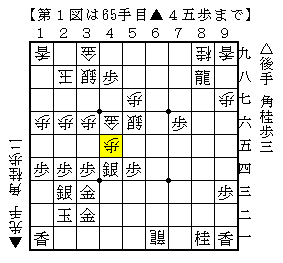 【第１図は65手目▲４五歩まで】
1 2 3 4 5 6 7 8 9
香 金 桂 香 九
玉 銀 歩 龍 八
歩 歩 七
歩 歩 歩 金 銀 歩 六
歩 五
歩 歩 歩 銀 歩 四
銀 金 歩 三
玉 金 二
香 龍 桂 香 一
△後手 角桂歩三
▲先手 角桂歩二